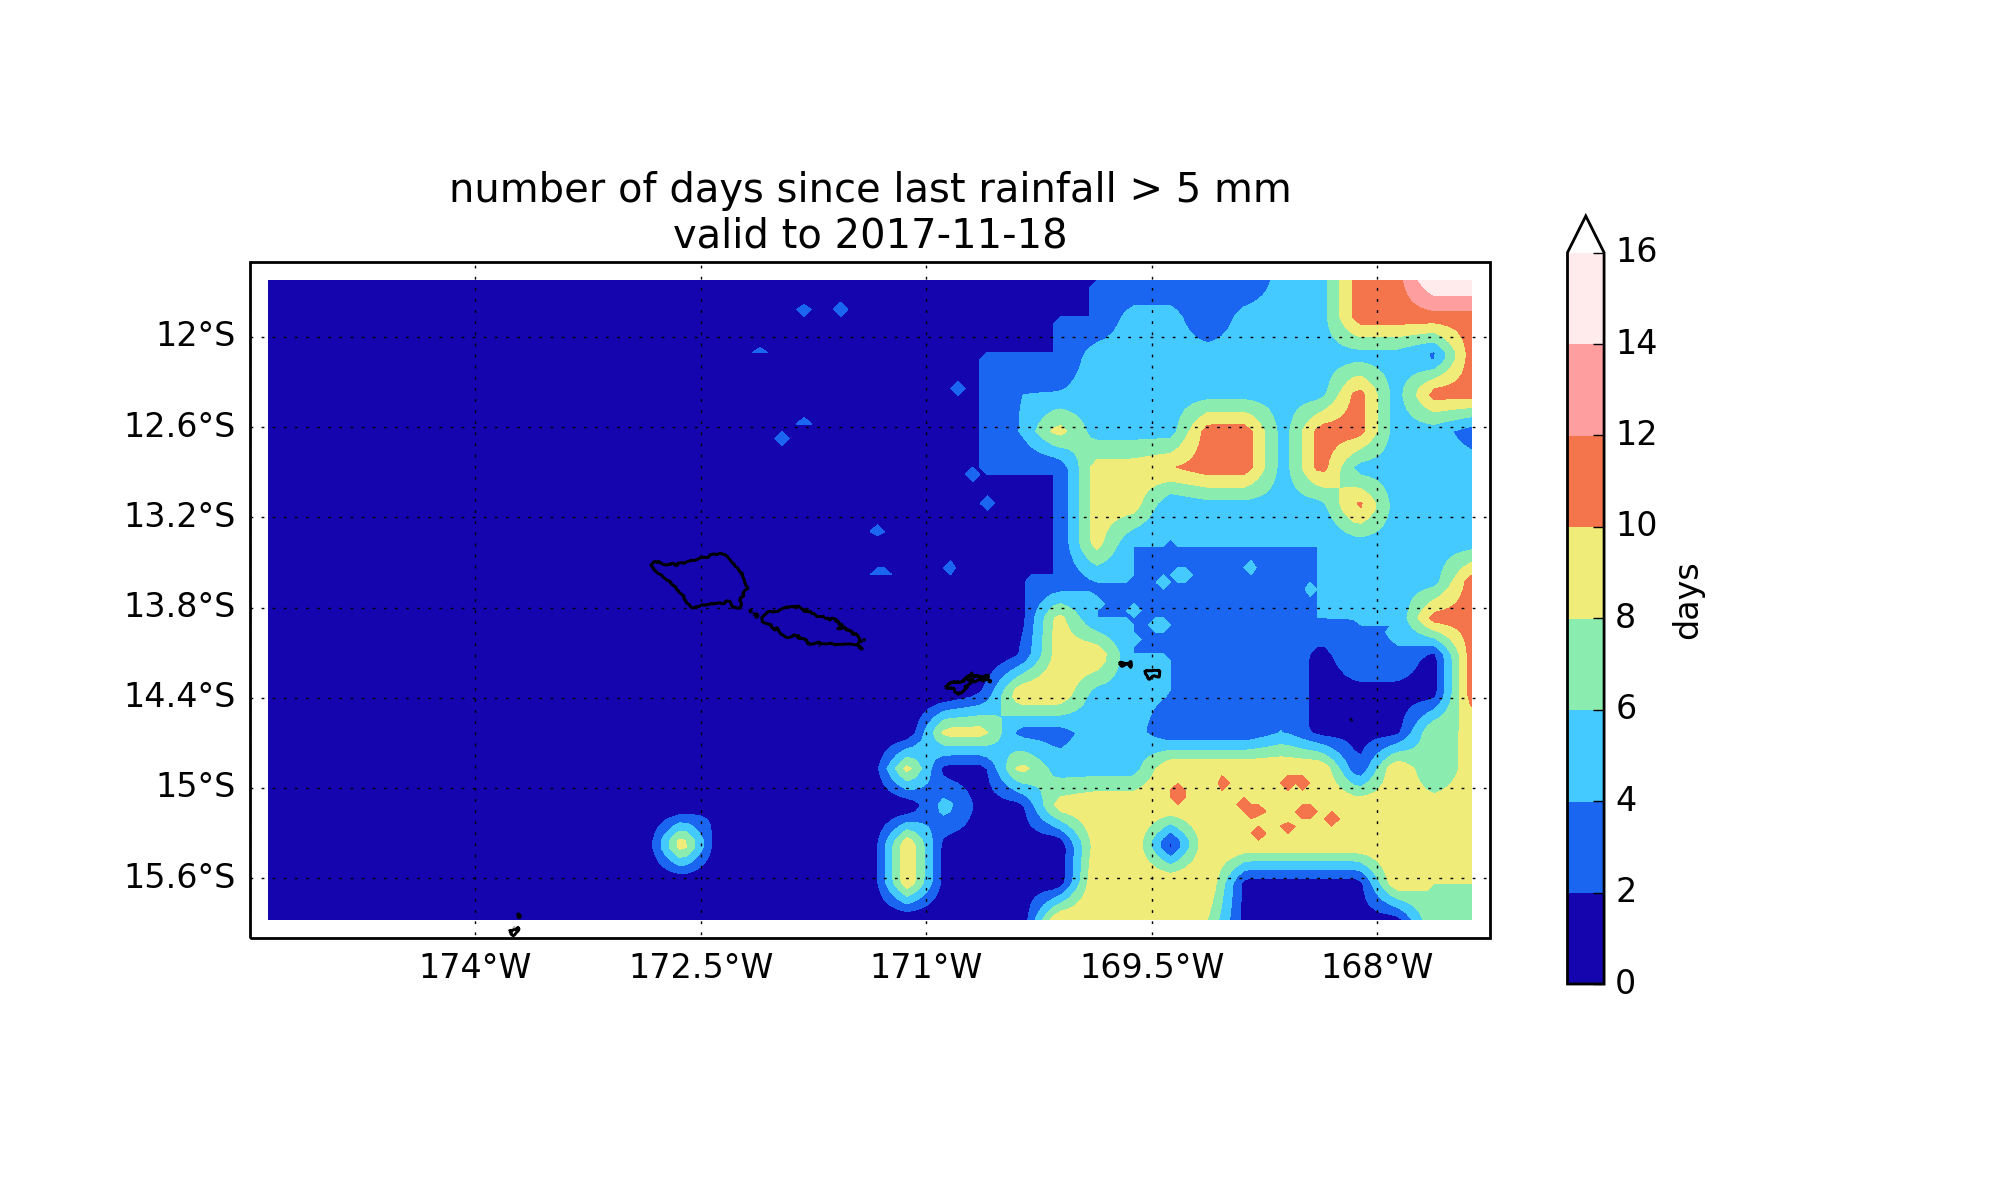 number of days since last rainfall > 5 mm
valid to 2017-11-18
12°S
12.6°S
13.2°S
13.8°S
14.4°S
15°S
15.6°S
174°W
172.5°W
171°W
169.5°W
168°W
16
14
12
10
8
6
4
2
0
days